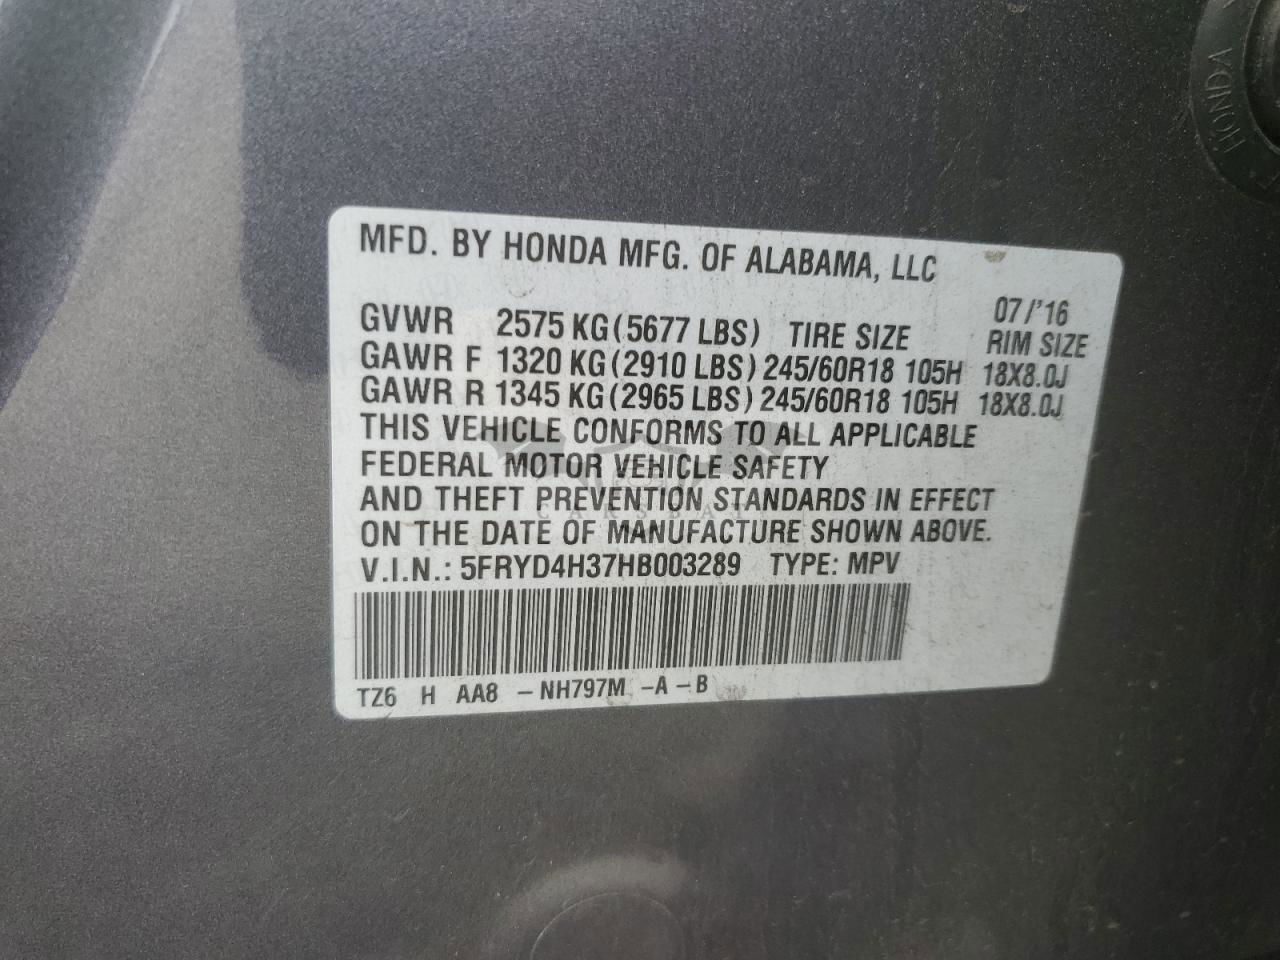 HONDA
MFD. BY HONDA MFG. OF ALABAMA, LLC
07/'16
GVWR 2575 KG(5677 LBS) TIRE SIZE RIM SIZE
GAWR F 1320 KG(2910 LBS) 245/60R18 105H 18X8.0J
GAWR R 1345 KG(2965 LBS) 245/60R18 105H 18X8.0J
THIS VEHICLE CONFORMS TO ALL APPLICABLE
FEDERAL MOTOR VEHICLE SAFETY
AND THEFT PREVENTION STANDARDS IN EFFECT
ON THE DATE OF MANUFACTURE SHOWN ABOVE.
V.I.N.: 5FRYD4H37HB003289 TYPE: MPV
TZ6 H AA8 - NH797M -A - B